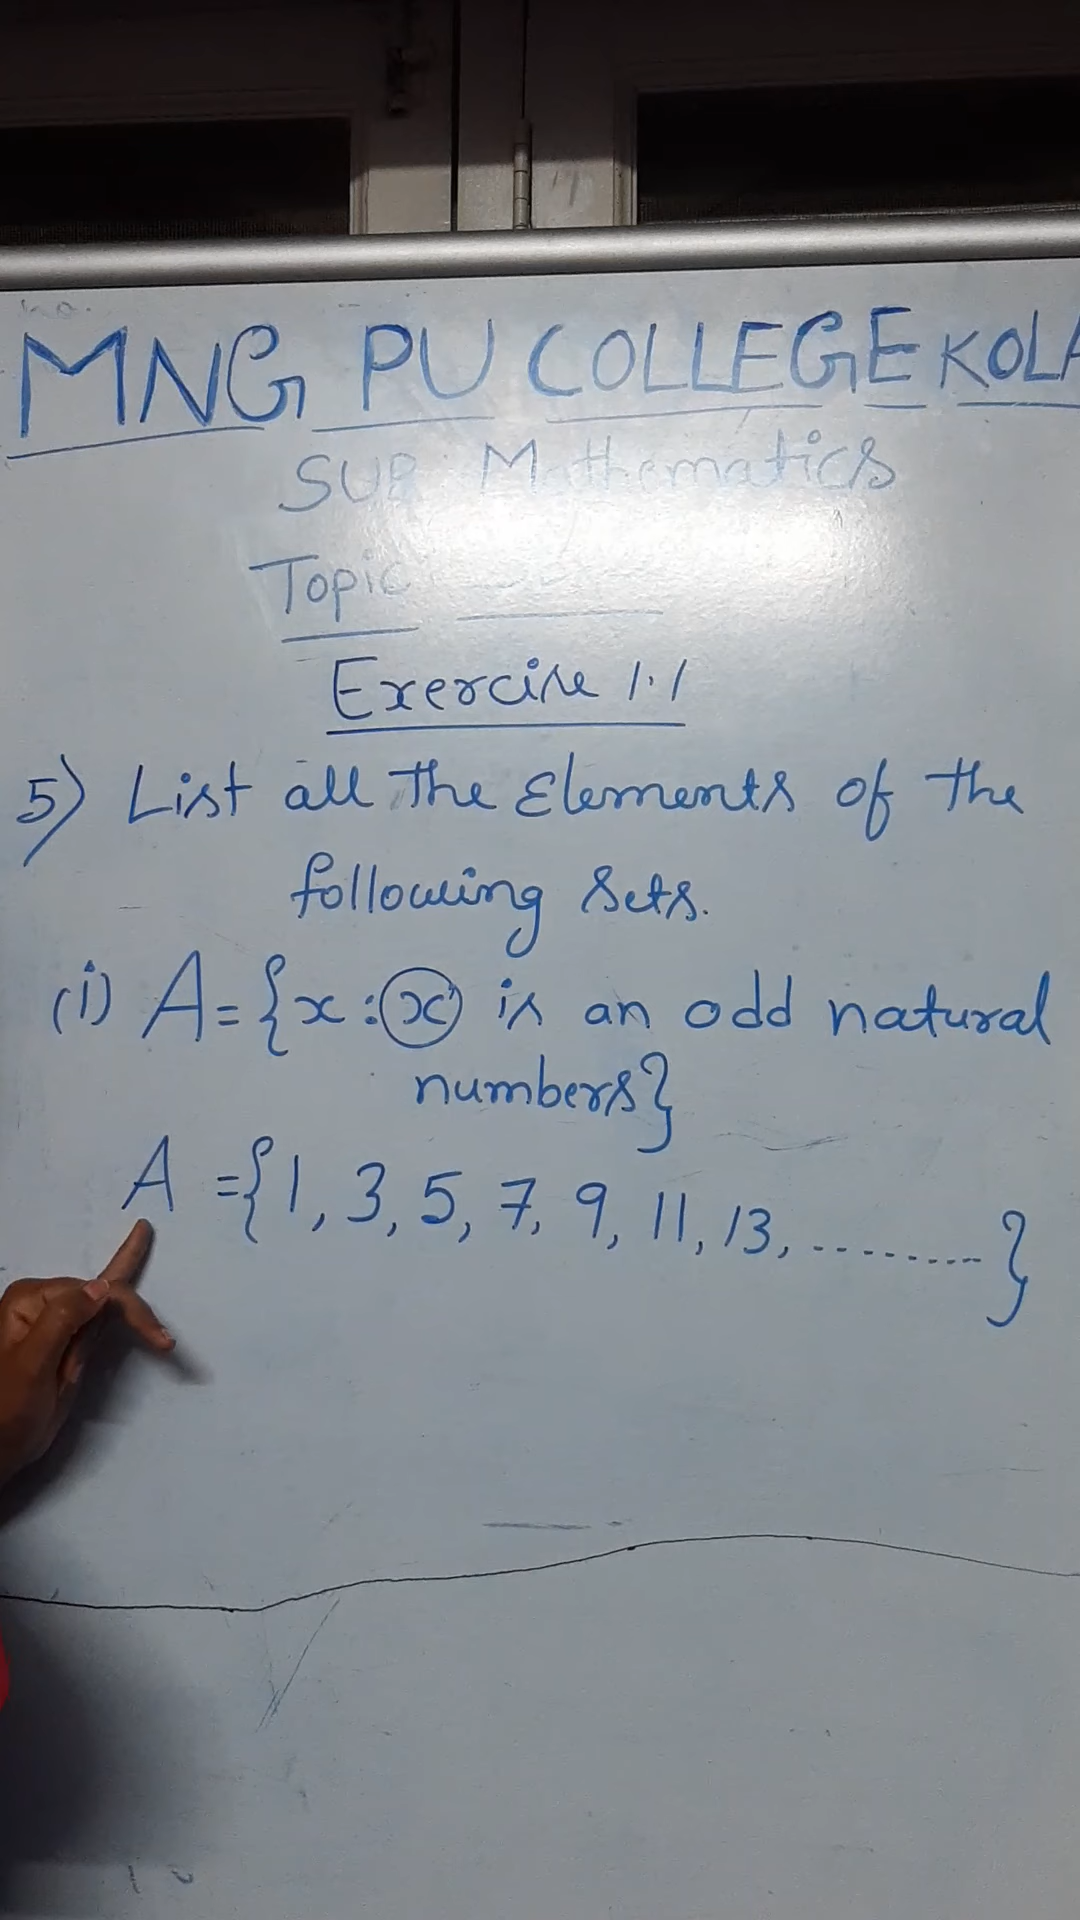 MNG PU COLLEGE KOLA
SUB Mathematics
Topic
Exercise 1.1
5) List all the Elements of the
following sets.
(i) A={x:x is an odd natural
numbers}
A ={1, 3, 5, 7, 9, 11, 13, .........}